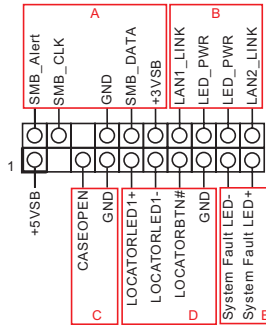 A
B
SMB_Alert
SMB_CLK
GND
SMB_DATA
+3VSB
LAN1_LINK
LED_PWR
LED_PWR
LAN2_LINK
1
+5VSB
CASEOPEN
GND
LOCATORLED1+
LOCATORLED1-
LOCATORBTN#
GND
System Fault LED-
System Fault LED+
C
D
E